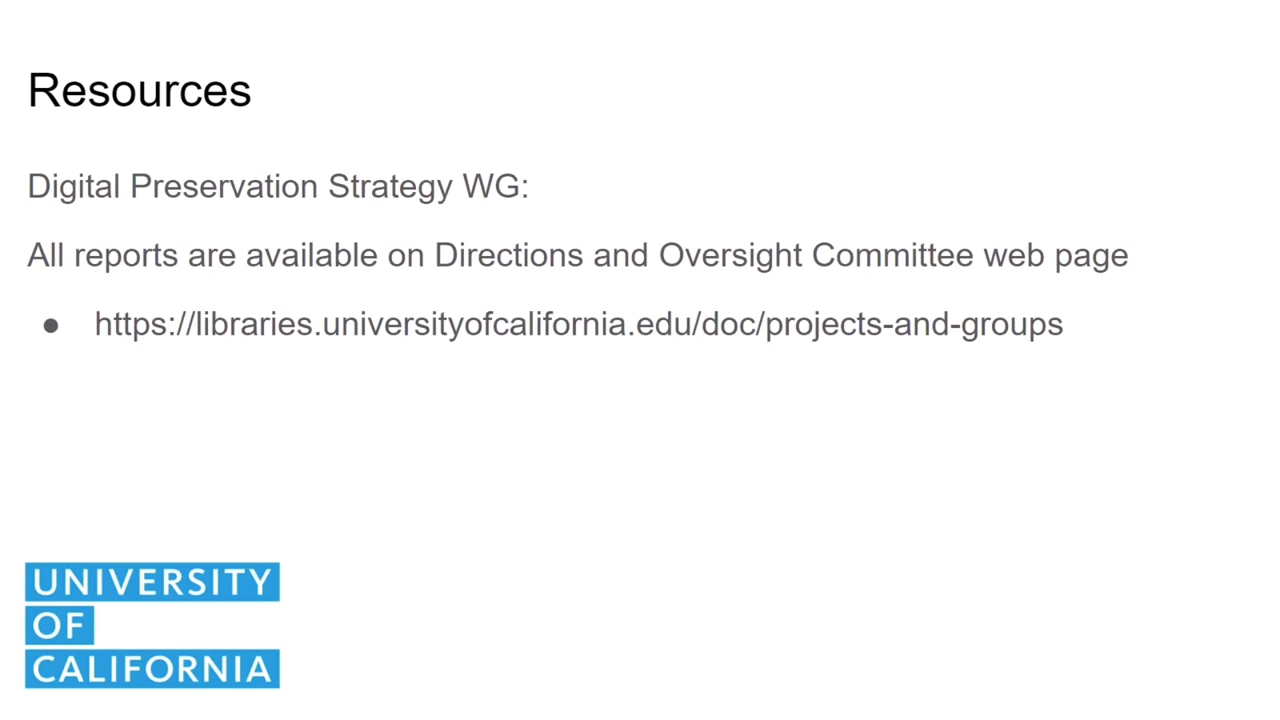 Resources
Digital Preservation Strategy WG:
All reports are available on Directions and Oversight Committee web page
● https://libraries.universityofcalifornia.edu/doc/projects-and-groups
UNIVERSITY
OF
CALIFORNIA